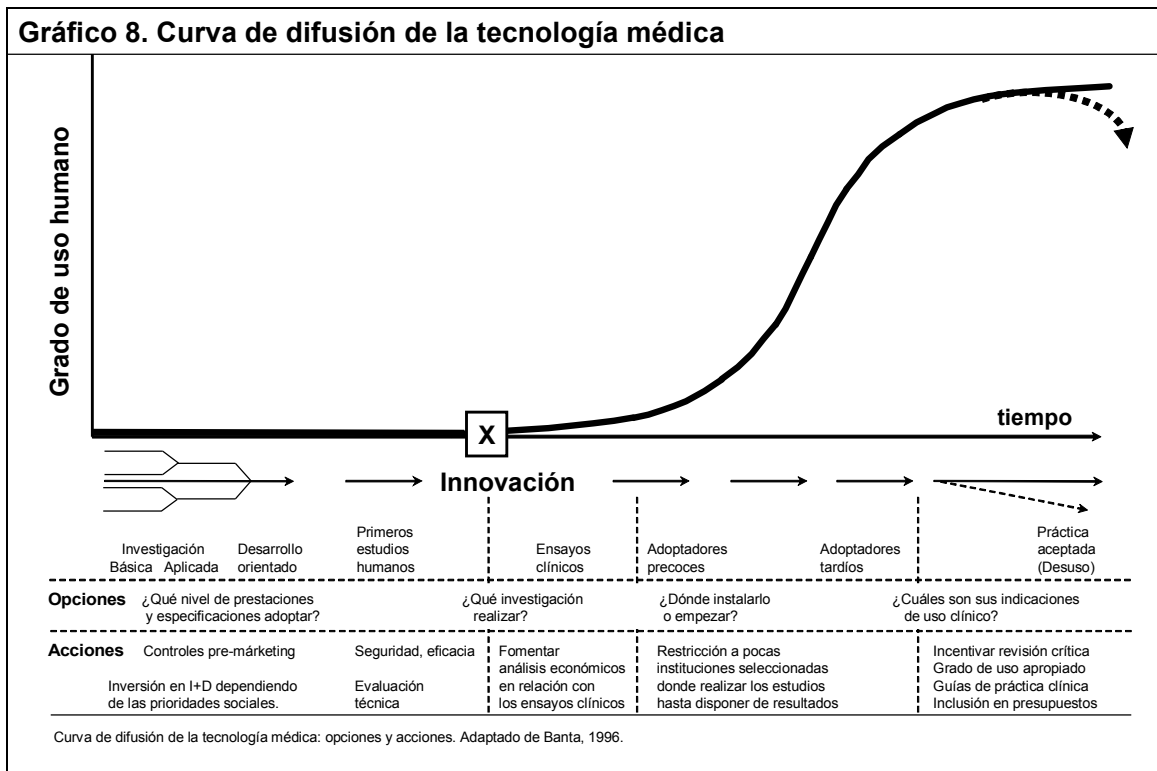 Gráfico 8. Curva de difusión de la tecnología médica
Grado de uso humano
X
tiempo
Innovación
Investigación
Básica Aplicada
Desarrollo
orientado
Primeros
estudios
humanos
Ensayos
clínicos
Adoptadores
precoces
Adoptadores
tardíos
Práctica
aceptada
(Desuso)
Opciones
¿Qué nivel de prestaciones
y especificaciones adoptar?
¿Qué investigación
realizar?
¿Dónde instalarlo
o empezar?
¿Cuáles son sus indicaciones
de uso clínico?
Acciones
Controles pre-márketing
Inversión en I+D dependiendo
de las prioridades sociales.
Seguridad, eficacia
Evaluación
técnica
Fomentar
análisis económicos
en relación con
los ensayos clínicos
Restricción a pocas
instituciones seleccionadas
donde realizar los estudios
hasta disponer de resultados
Incentivar revisión crítica
Grado de uso apropiado
Guías de práctica clínica
Inclusión en presupuestos
Curva de difusión de la tecnología médica: opciones y acciones. Adaptado de Banta, 1996.